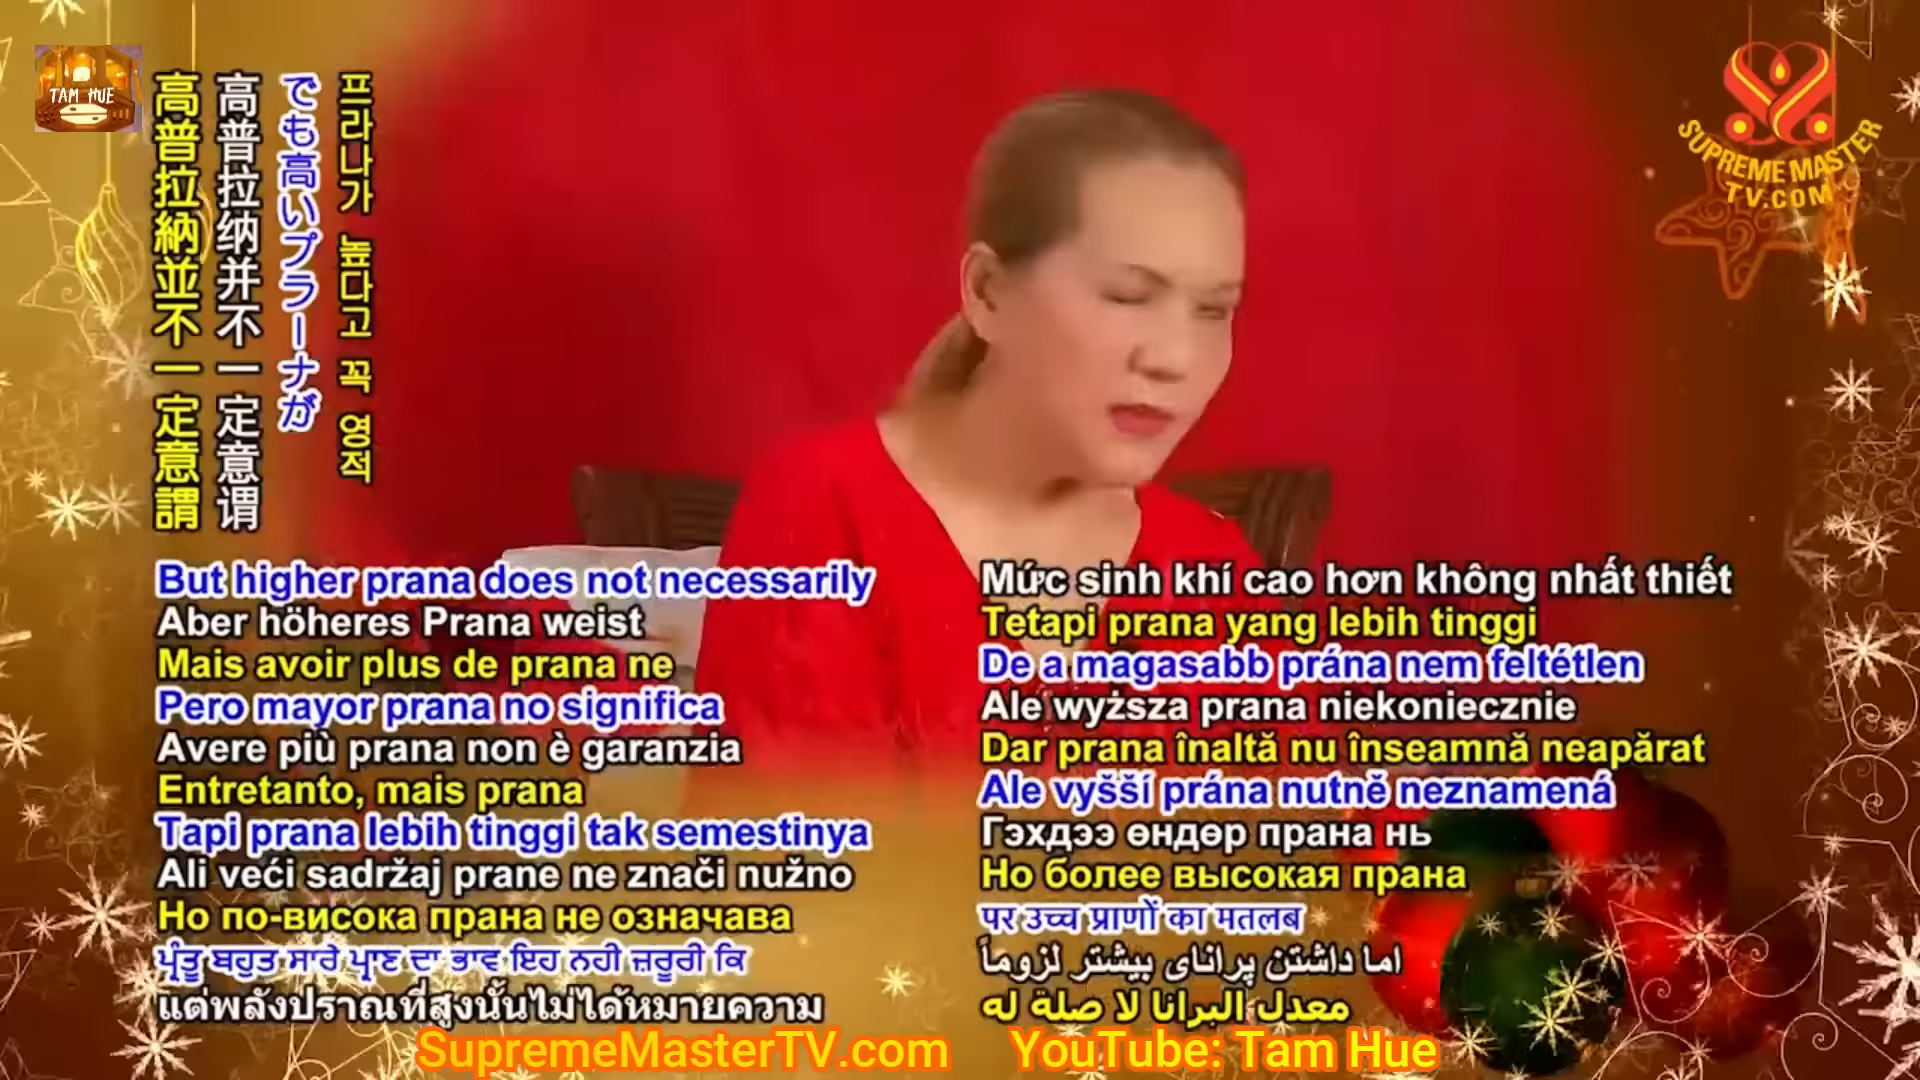 TAM HUE
SUPREME MASTER
TV.COM
高普拉納並不一定意謂
高普拉纳并不一定意谓
でも高いプラーナが
프라나가 높다고 꼭 영적
But higher prana does not necessarily
Aber höheres Prana weist
Mais avoir plus de prana ne
Pero mayor prana no significa
Avere più prana non è garanzia
Entretanto, mais prana
Tapi prana lebih tinggi tak semestinya
Ali veći sadržaj prane ne znači nužno
Но по-висока прана не означава
ਪ੍ਰੰਤੂ ਬਹੁਤ ਸਾਰੇ ਪ੍ਰਾਣ ਦਾ ਭਾਵ ਇਹ ਨਹੀ ਜ਼ਰੂਰੀ ਕਿ
แต่พลังปราณที่สูงนั้นไม่ได้หมายความ
Mức sinh khí cao hơn không nhất thiết
Tetapi prana yang lebih tinggi
De a magasabb prána nem feltétlen
Ale wyższa prana niekoniecznie
Dar prana înaltă nu înseamnă neapărat
Ale vyšší prána nutně neznamená
Гэхдээ өндөр прана нь
Но более высокая прана
पर उच्च प्राणों का मतलब
اما داشتن پرانای بیشتر لزوماً
معدل البرانا لا صلة له
SupremeMasterTV.com YouTube: Tam Hue